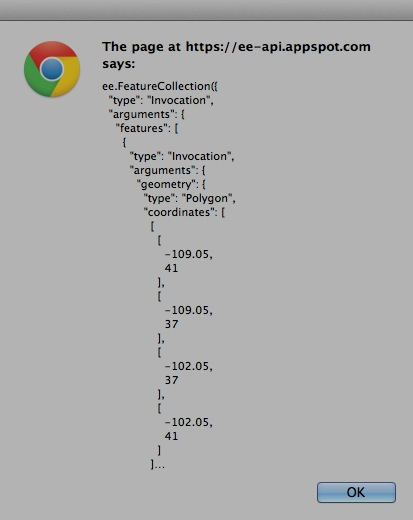 The page at https://ee-api.appspot.com
says:
ee.FeatureCollection({
"type": "Invocation",
"arguments": {
"features": [
{
"type": "Invocation",
"arguments": {
"geometry": {
"type": "Polygon",
"coordinates": [
[
[
-109.05,
41
],
[
-109.05,
37
],
[
-102.05,
37
],
[
-102.05,
41
]
]...
OK